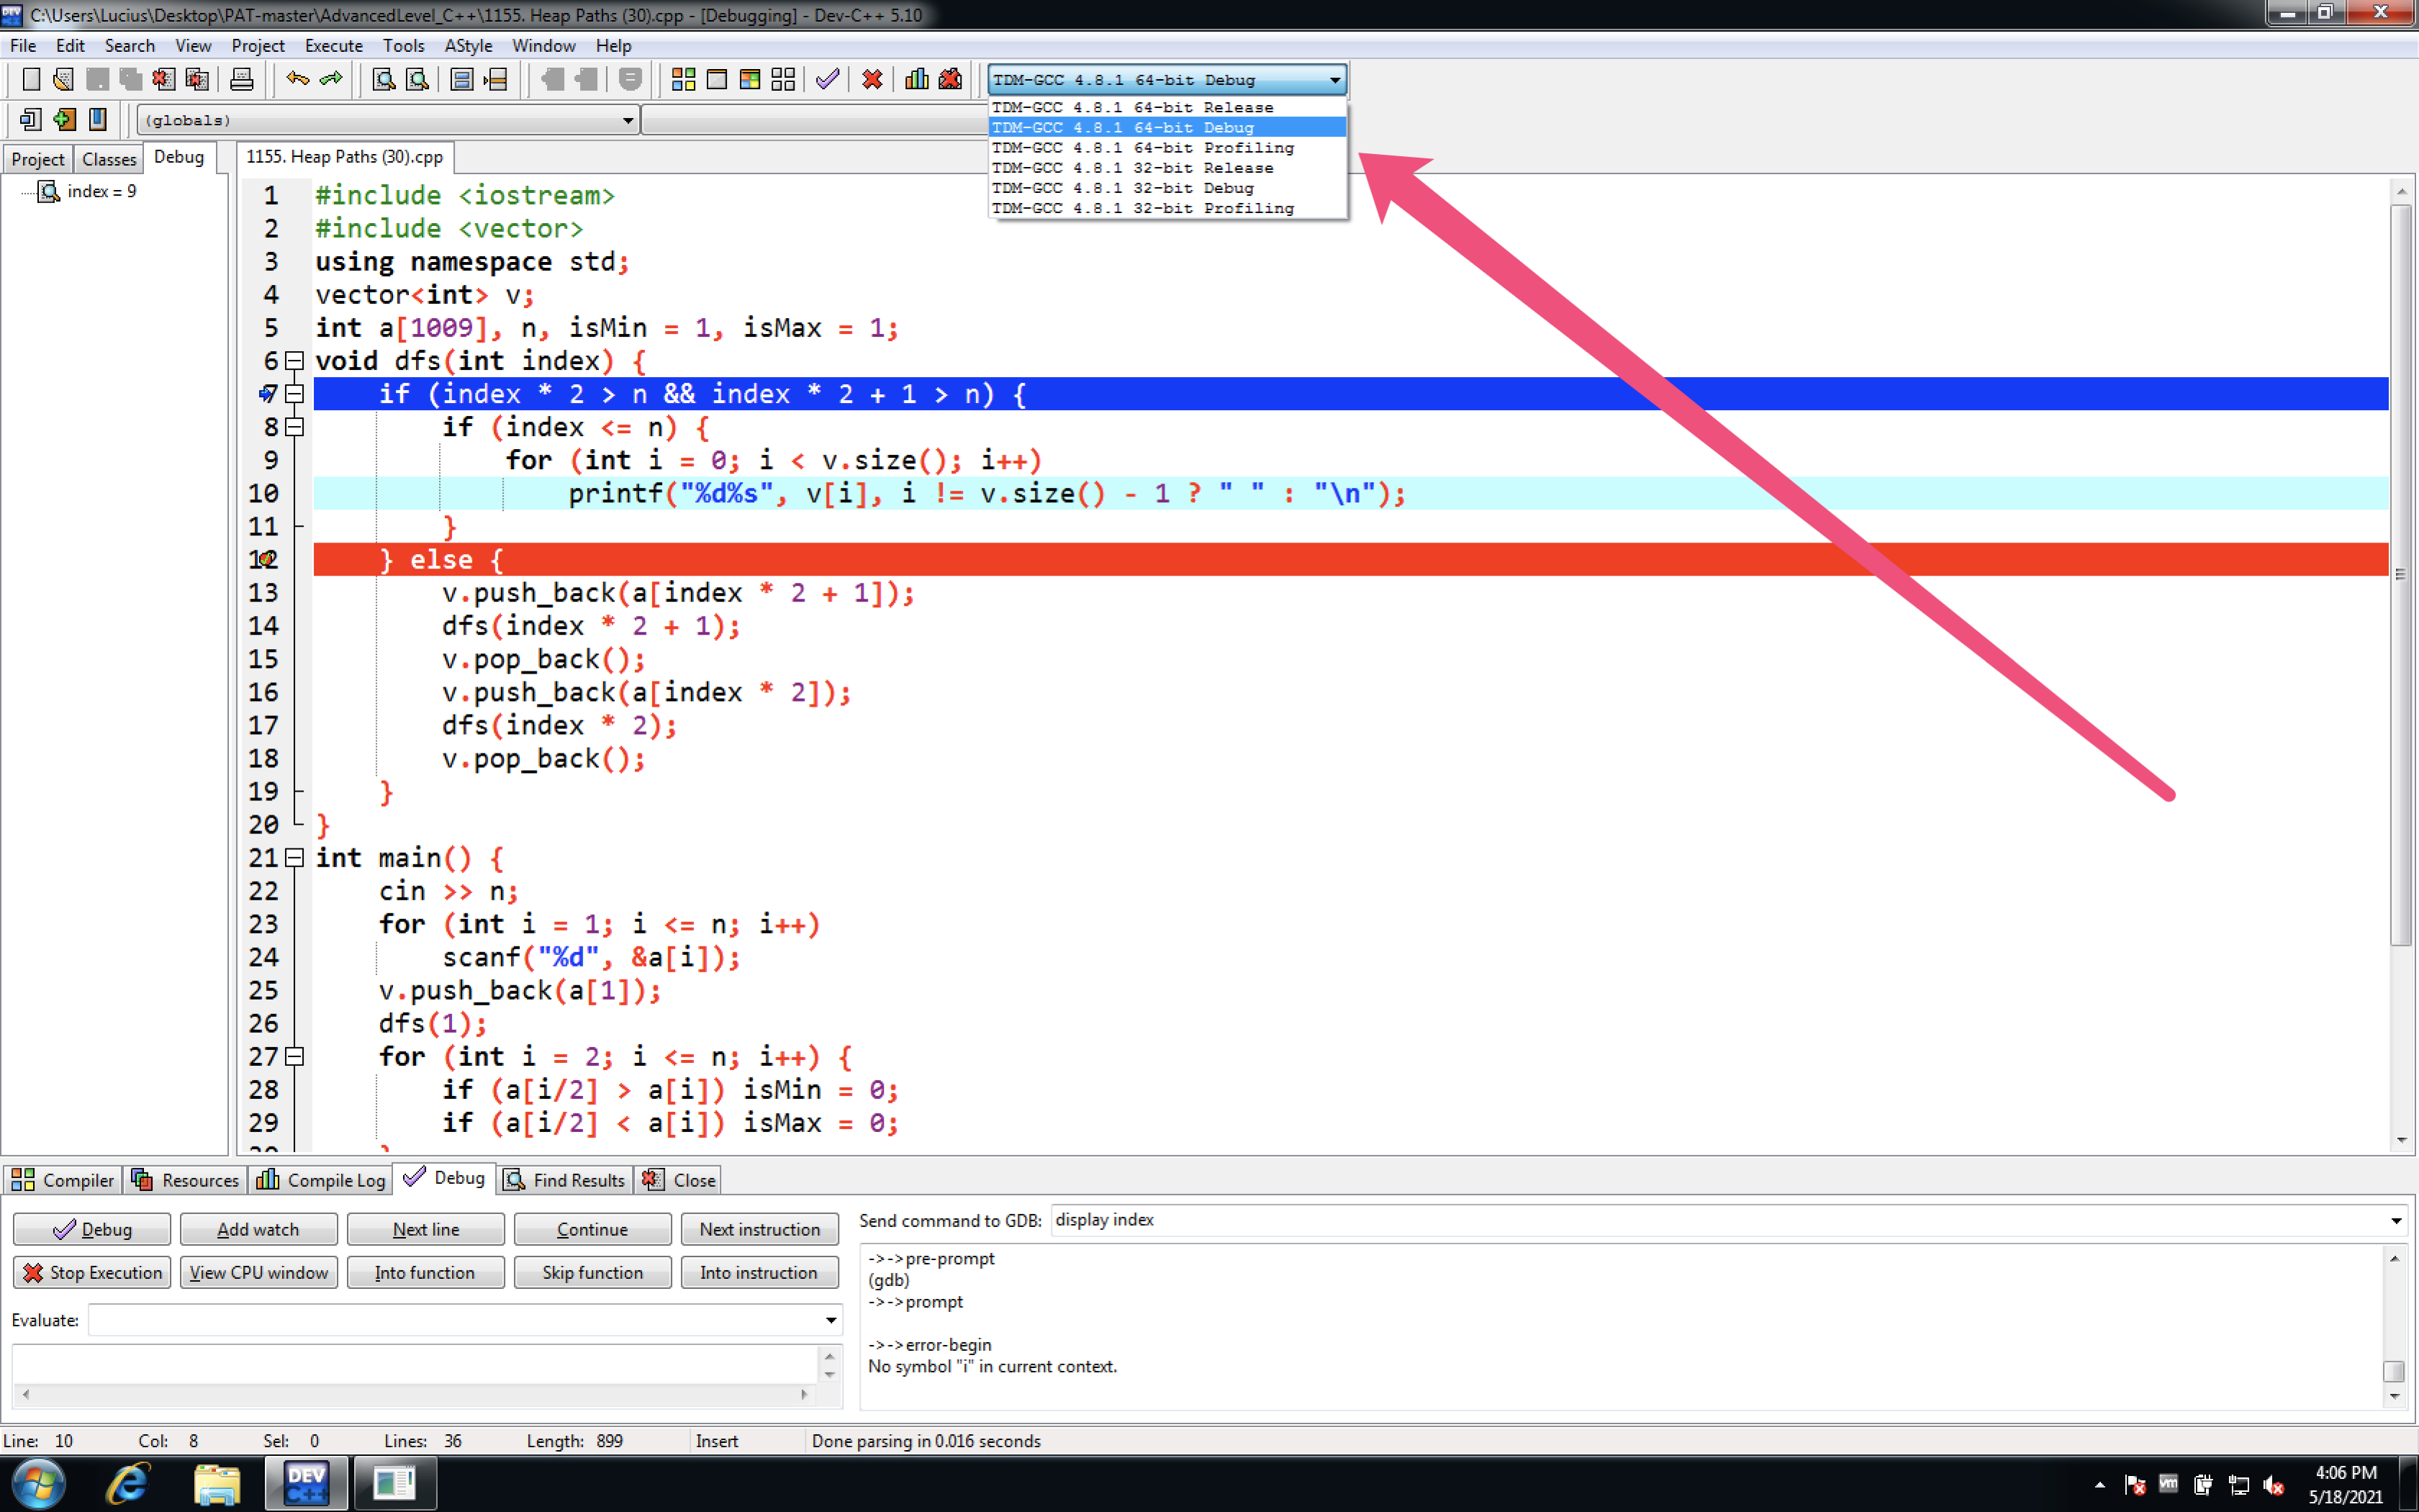 C:\Users\Lucius\Desktop\PAT-master\AdvancedLevel_C++\1155. Heap Paths (30).cpp - [Debugging] - Dev-C++ 5.10
File Edit Search View Project Execute Tools AStyle Window Help
TDM-GCC 4.8.1 64-bit Debug
TDM-GCC 4.8.1 64-bit Release
TDM-GCC 4.8.1 64-bit Debug
TDM-GCC 4.8.1 64-bit Profiling
TDM-GCC 4.8.1 32-bit Release
TDM-GCC 4.8.1 32-bit Debug
TDM-GCC 4.8.1 32-bit Profiling
(globals)
Project Classes Debug
1155. Heap Paths (30).cpp
index = 9
1 #include <iostream>
2 #include <vector>
3 using namespace std;
4 vector<int> v;
5 int a[1009], n, isMin = 1, isMax = 1;
6 void dfs(int index) {
7 if (index * 2 > n && index * 2 + 1 > n) {
8 if (index <= n) {
9 for (int i = 0; i < v.size(); i++)
10 printf("%d%s", v[i], i != v.size() - 1 ? " " : "\n");
11 }
12 } else {
13 v.push_back(a[index * 2 + 1]);
14 dfs(index * 2 + 1);
15 v.pop_back();
16 v.push_back(a[index * 2]);
17 dfs(index * 2);
18 v.pop_back();
19 }
20 }
21 int main() {
22 cin >> n;
23 for (int i = 1; i <= n; i++)
24 scanf("%d", &a[i]);
25 v.push_back(a[1]);
26 dfs(1);
27 for (int i = 2; i <= n; i++) {
28 if (a[i/2] > a[i]) isMin = 0;
29 if (a[i/2] < a[i]) isMax = 0;
Compiler Resources Compile Log Debug Find Results Close
Debug Add watch Next line Continue Next instruction
Stop Execution View CPU window Into function Skip function Into instruction
Evaluate:
Send command to GDB: display index
->->pre-prompt
(gdb)
->->prompt
->->error-begin
No symbol "i" in current context.
Line: 10 Col: 8 Sel: 0 Lines: 36 Length: 899 Insert Done parsing in 0.016 seconds
DEV C++
4:06 PM
5/18/2021